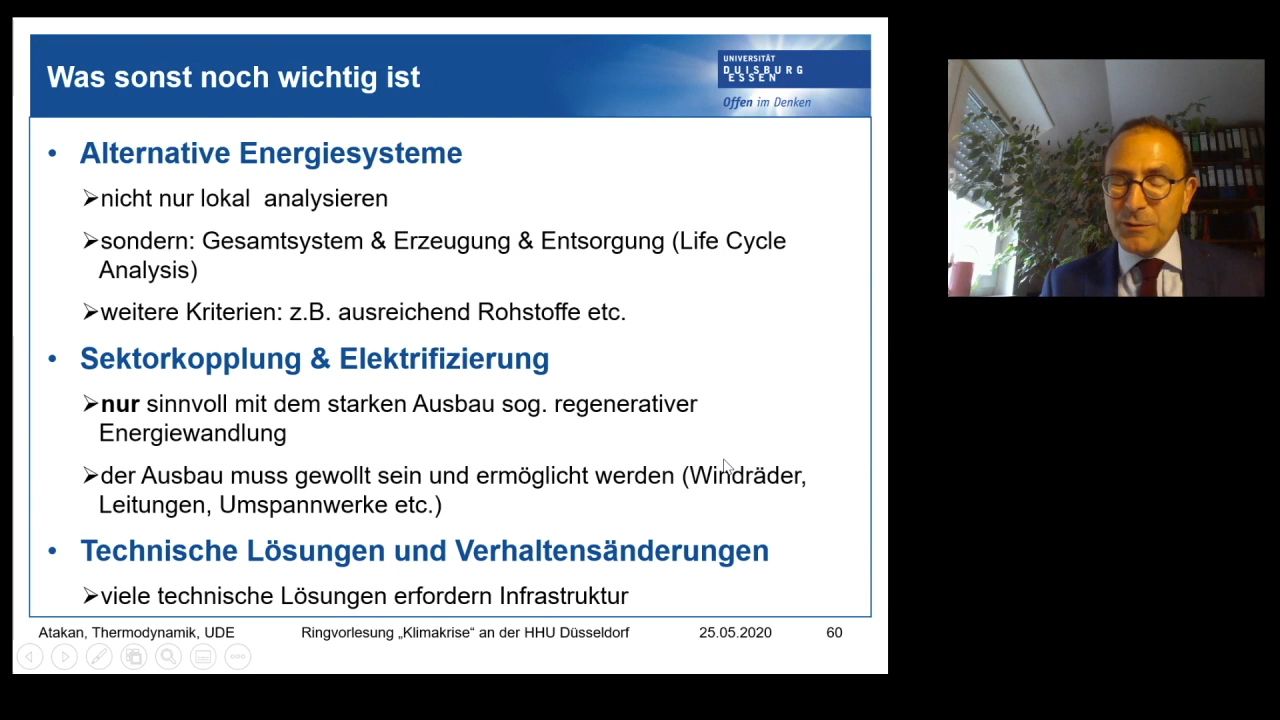 Was sonst noch wichtig ist
UNIVERSITÄT
DUISBURG
ESSEN
Offen im Denken
• Alternative Energiesysteme
➢nicht nur lokal  analysieren
➢sondern: Gesamtsystem & Erzeugung & Entsorgung (Life Cycle
Analysis)
➢weitere Kriterien: z.B. ausreichend Rohstoffe etc.
• Sektorkopplung & Elektrifizierung
➢nur sinnvoll mit dem starken Ausbau sog. regenerativer
Energiewandlung
➢der Ausbau muss gewollt sein und ermöglicht werden (Windräder,
Leitungen, Umspannwerke etc.)
• Technische Lösungen und Verhaltensänderungen
➢viele technische Lösungen erfordern Infrastruktur
Atakan, Thermodynamik, UDE
Ringvorlesung „Klimakrise“ an der HHU Düsseldorf
25.05.2020
60